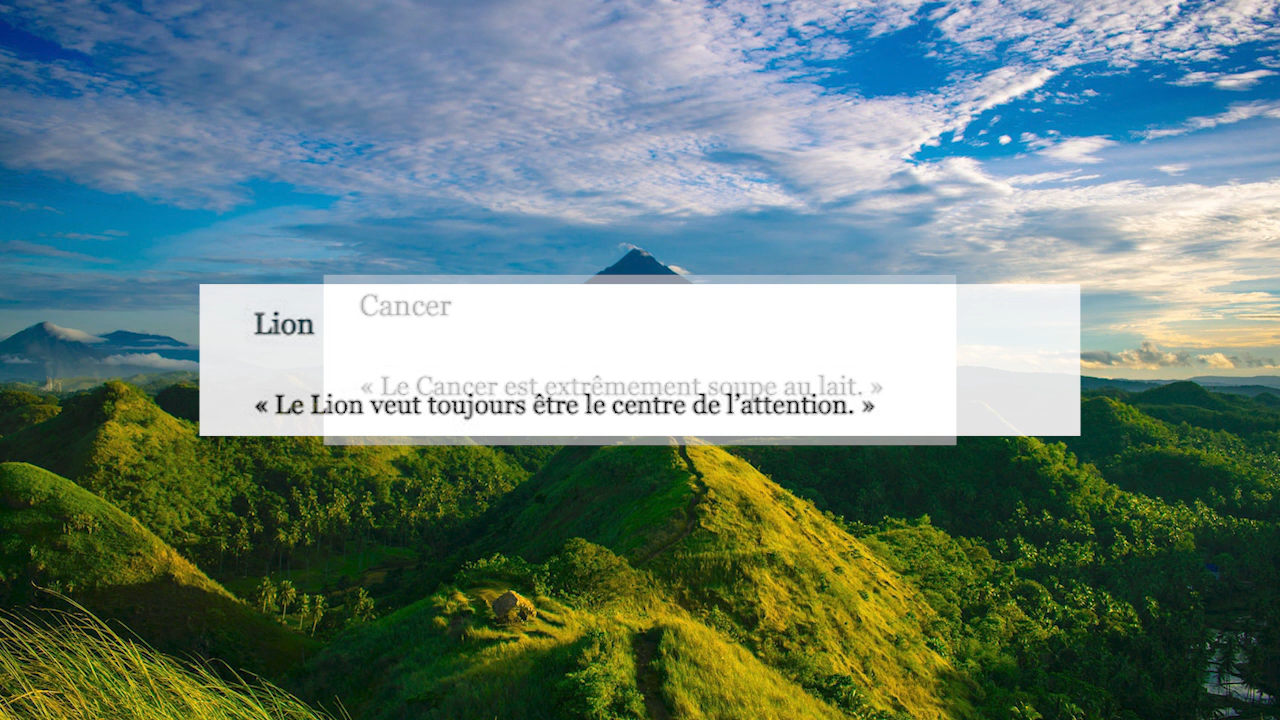 Cancer
Lion
« Le Cancer est extrêmement soupe au lait. »
« Le Lion veut toujours être le centre de l’attention. »